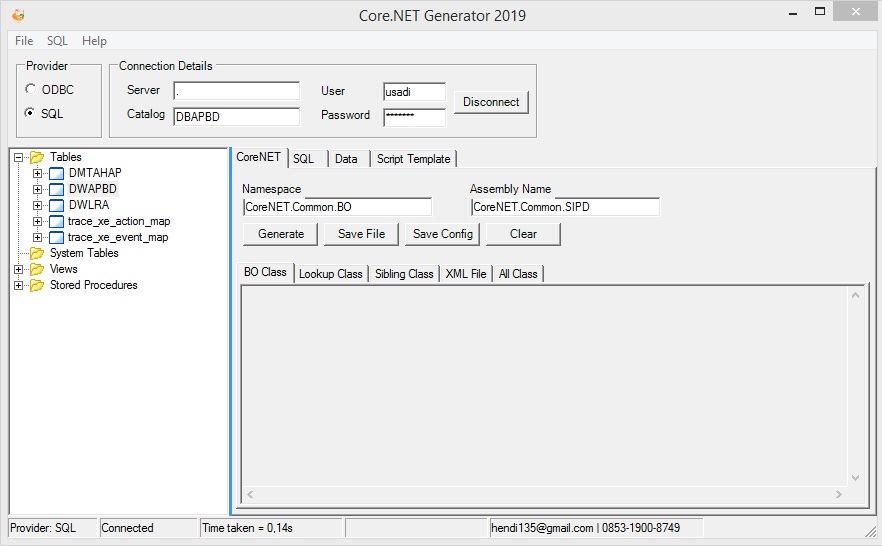 Core.NET Generator 2019
File SQL Help
Provider
ODBC
SQL
Connection Details
Server .
Catalog DBAPBD
User usadi
Password *******
Disconnect
Tables
DMTAHAP
DWAPBD
DWLRA
trace_xe_action_map
trace_xe_event_map
System Tables
Views
Stored Procedures
CoreNET SQL Data Script Template
Namespace Assembly Name
CoreNET.Common.BO CoreNET.Common.SIPD
Generate Save File Save Config Clear
BO Class Lookup Class Sibling Class XML File All Class
Provider: SQL Connected Time taken = 0,14s hendi135@gmail.com | 0853-1900-8749